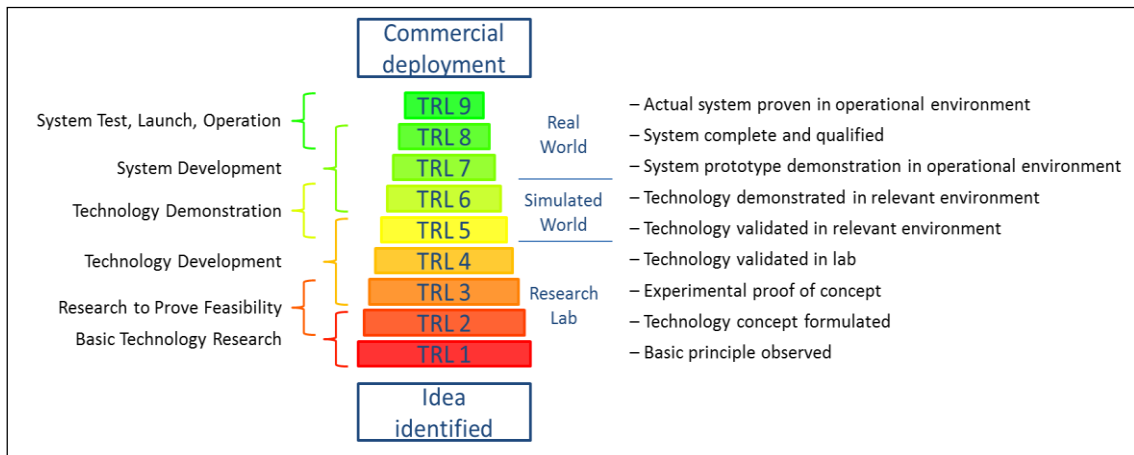 Commercial
deployment
System Test, Launch, Operation
System Development
Technology Demonstration
Technology Development
Research to Prove Feasibility
Basic Technology Research
TRL 9
TRL 8
TRL 7
TRL 6
TRL 5
TRL 4
TRL 3
TRL 2
TRL 1
Real
World
Simulated
World
Research
Lab
– Actual system proven in operational environment
– System complete and qualified
– System prototype demonstration in operational environment
– Technology demonstrated in relevant environment
– Technology validated in relevant environment
– Technology validated in lab
– Experimental proof of concept
– Technology concept formulated
– Basic principle observed
Idea
identified